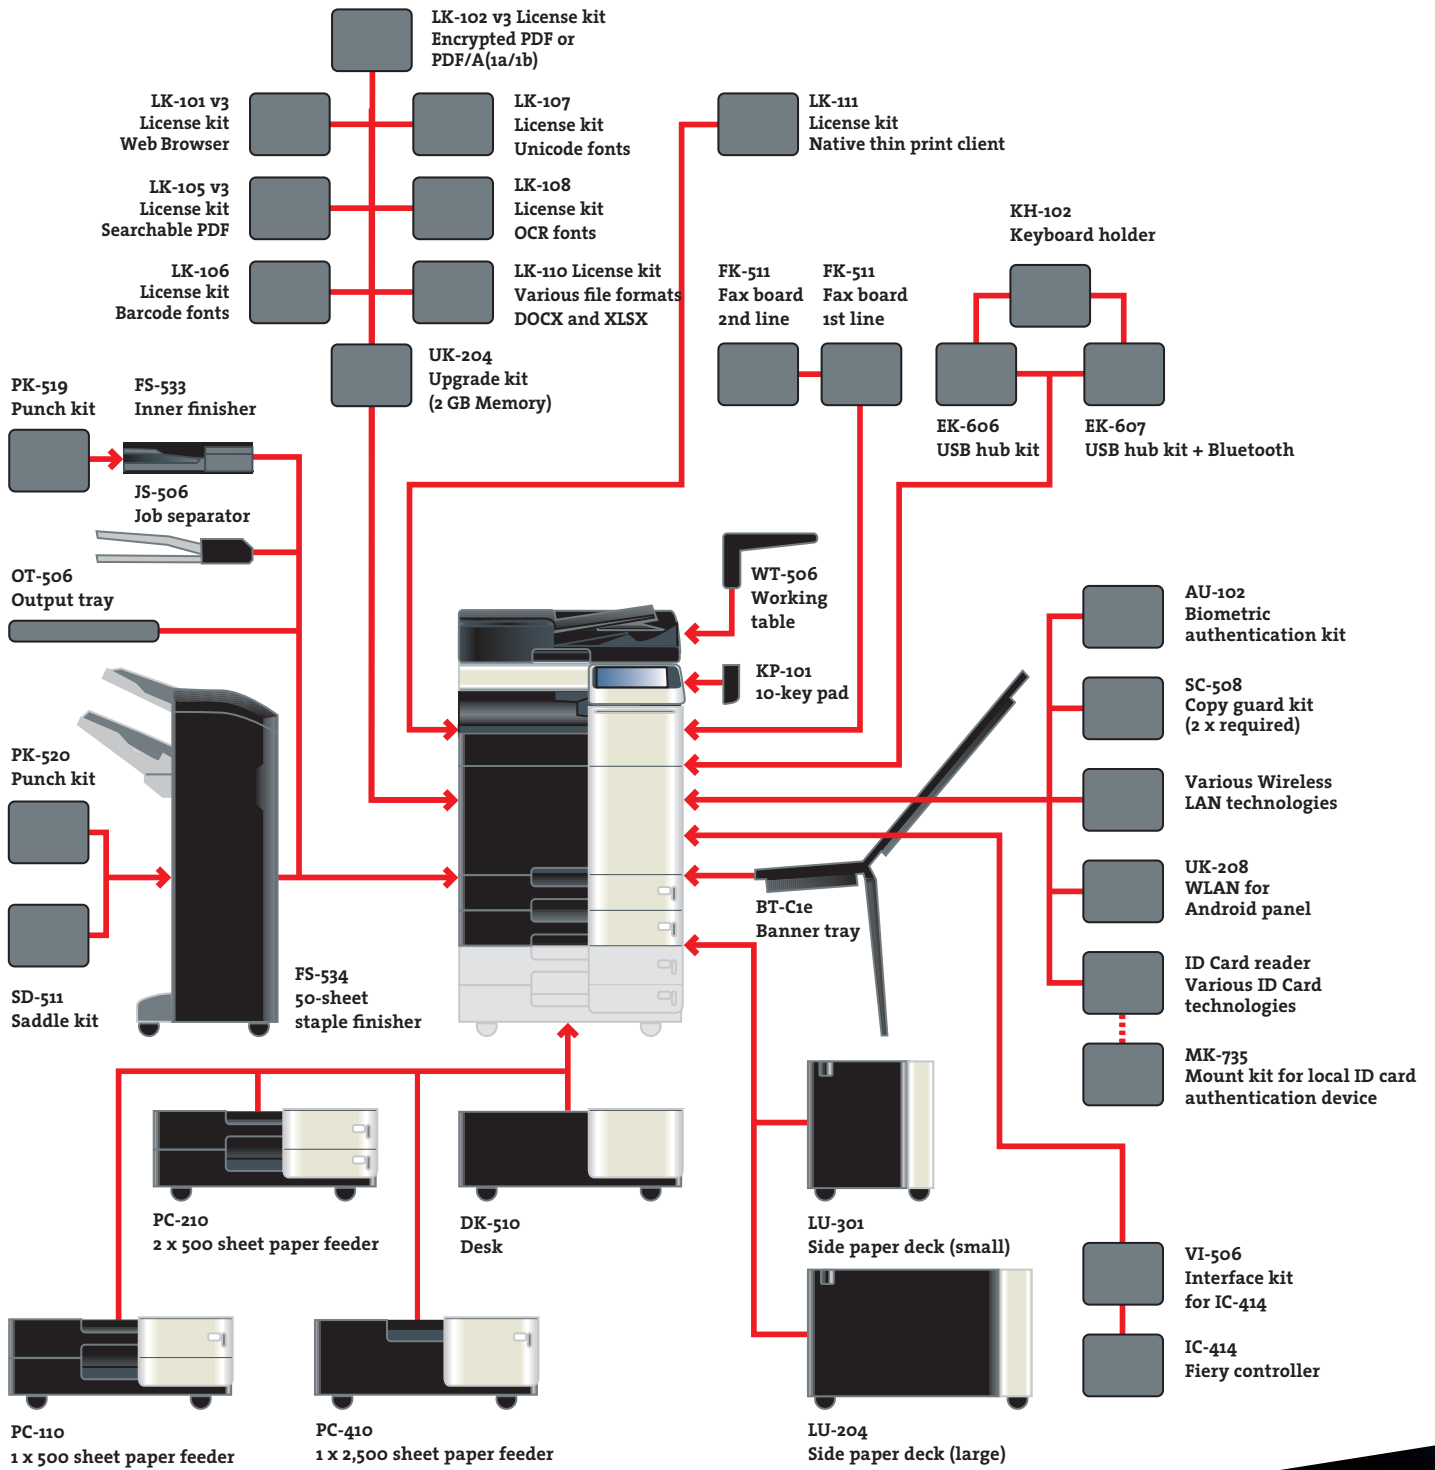 LK-102 v3 License kit
Encrypted PDF or
PDF/A(1a/1b)
LK-101 v3
License kit
Web Browser
LK-107
License kit
Unicode fonts
LK-111
License kit
Native thin print client
LK-105 v3
License kit
Searchable PDF
LK-108
License kit
OCR fonts
KH-102
Keyboard holder
LK-106
License kit
Barcode fonts
LK-110 License kit
Various file formats
DOCX and XLSX
FK-511
Fax board
2nd line
FK-511
Fax board
1st line
UK-204
Upgrade kit
(2 GB Memory)
PK-519
Punch kit
FS-533
Inner finisher
EK-606
USB hub kit
EK-607
USB hub kit + Bluetooth
JS-506
Job separator
OT-506
Output tray
WT-506
Working
table
AU-102
Biometric
authentication kit
KP-101
10-key pad
SC-508
Copy guard kit
(2 x required)
PK-520
Punch kit
Various Wireless
LAN technologies
UK-208
WLAN for
Android panel
BT-C1e
Banner tray
ID Card reader
Various ID Card
technologies
SD-511
Saddle kit
FS-534
50-sheet
staple finisher
MK-735
Mount kit for local ID card
authentication device
PC-210
2 x 500 sheet paper feeder
DK-510
Desk
LU-301
Side paper deck (small)
VI-506
Interface kit
for IC-414
IC-414
Fiery controller
PC-110
1 x 500 sheet paper feeder
PC-410
1 x 2,500 sheet paper feeder
LU-204
Side paper deck (large)